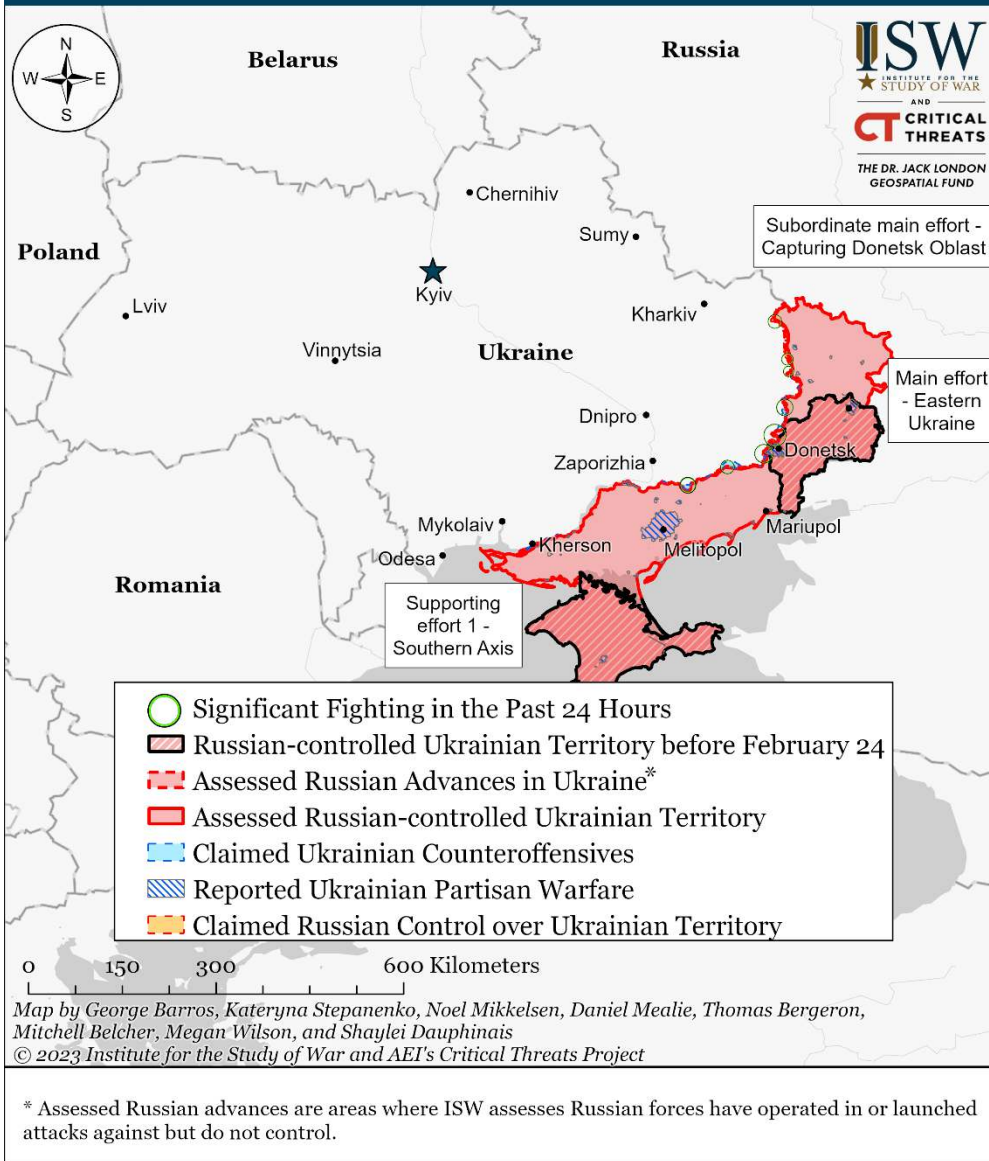 N
W
E
S
Belarus
Russia
ISW
INSTITUTE FOR THE
STUDY OF WAR
AND
CT CRITICAL
THREATS
THE DR. JACK LONDON
GEOSPATIAL FUND
Chernihiv
Sumy
Subordinate main effort -
Capturing Donetsk Oblast
Poland
Kyiv
Lviv
Kharkiv
Vinnytsia
Ukraine
Main effort
- Eastern
Ukraine
Dnipro
Donetsk
Zaporizhia
Mariupol
Mykolaiv
Kherson
Melitopol
Odesa
Romania
Supporting
effort 1 -
Southern Axis
Significant Fighting in the Past 24 Hours
Russian-controlled Ukrainian Territory before February 24
Assessed Russian Advances in Ukraine*
Assessed Russian-controlled Ukrainian Territory
Claimed Ukrainian Counteroffensives
Reported Ukrainian Partisan Warfare
Claimed Russian Control over Ukrainian Territory
0 150 300 600 Kilometers
Map by George Barros, Kateryna Stepanenko, Noel Mikkelsen, Daniel Mealie, Thomas Bergeron,
Mitchell Belcher, Megan Wilson, and Shaylei Dauphinais
© 2023 Institute for the Study of War and AEI's Critical Threats Project
* Assessed Russian advances are areas where ISW assesses Russian forces have operated in or launched
attacks against but do not control.